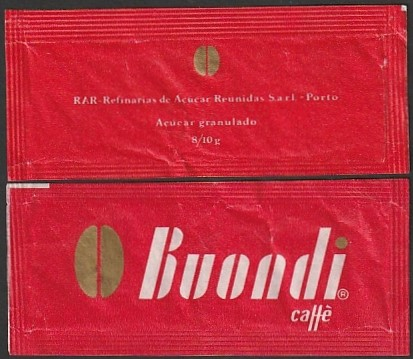 RAR-Refinarias de Açúcar Reunidas S.a.r.l. - Porto
Açúcar granulado
8/10 g
Buondi ®
caffè